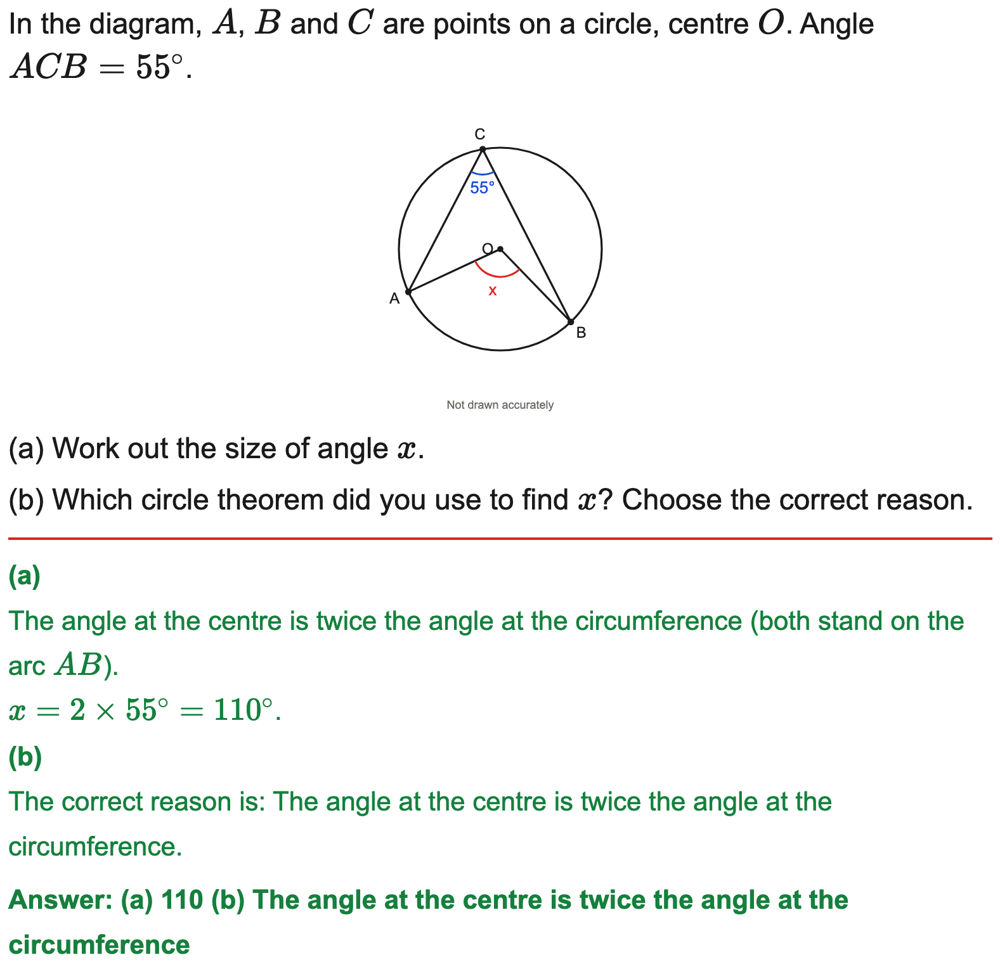 In the diagram, A, B and C are points on a circle, centre O. Angle
ACB = 55°.
C
55°
O
A
x
B
Not drawn accurately
(a) Work out the size of angle x.
(b) Which circle theorem did you use to find x? Choose the correct reason.
(a)
The angle at the centre is twice the angle at the circumference (both stand on the
arc AB).
x = 2 × 55° = 110°.
(b)
The correct reason is: The angle at the centre is twice the angle at the
circumference.
Answer: (a) 110 (b) The angle at the centre is twice the angle at the
circumference